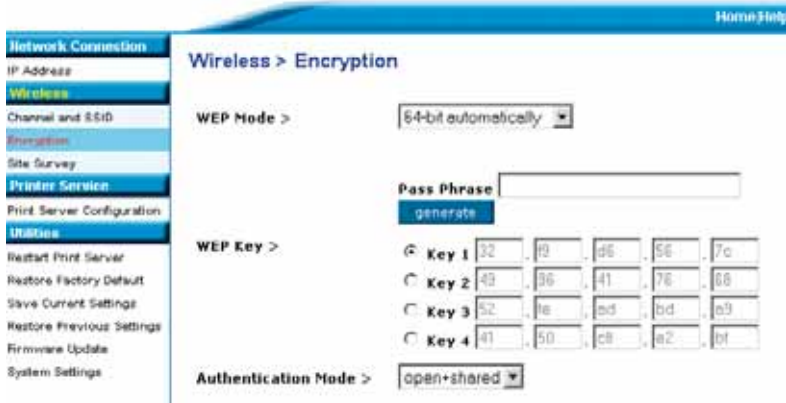 Home|Help
Network Connection
IP Address
Wireless
Channel and SSID
Encryption
Site Survey
Printer Service
Print Server Configuration
Utilities
Restart Print Server
Restore Factory Default
Save Current Settings
Restore Previous Settings
Firmware Update
System Settings
Wireless > Encryption
WEP Mode > 64-bit automatically
Pass Phrase
generate
WEP Key >
Key 1 32 . f9 . d6 . 56 . 7c
Key 2 49 . 96 . 41 . 76 . 68
Key 3 52 . fe . ad . bd . a9
Key 4 41 . 50 . c8 . a2 . bf
Authentication Mode > open+shared